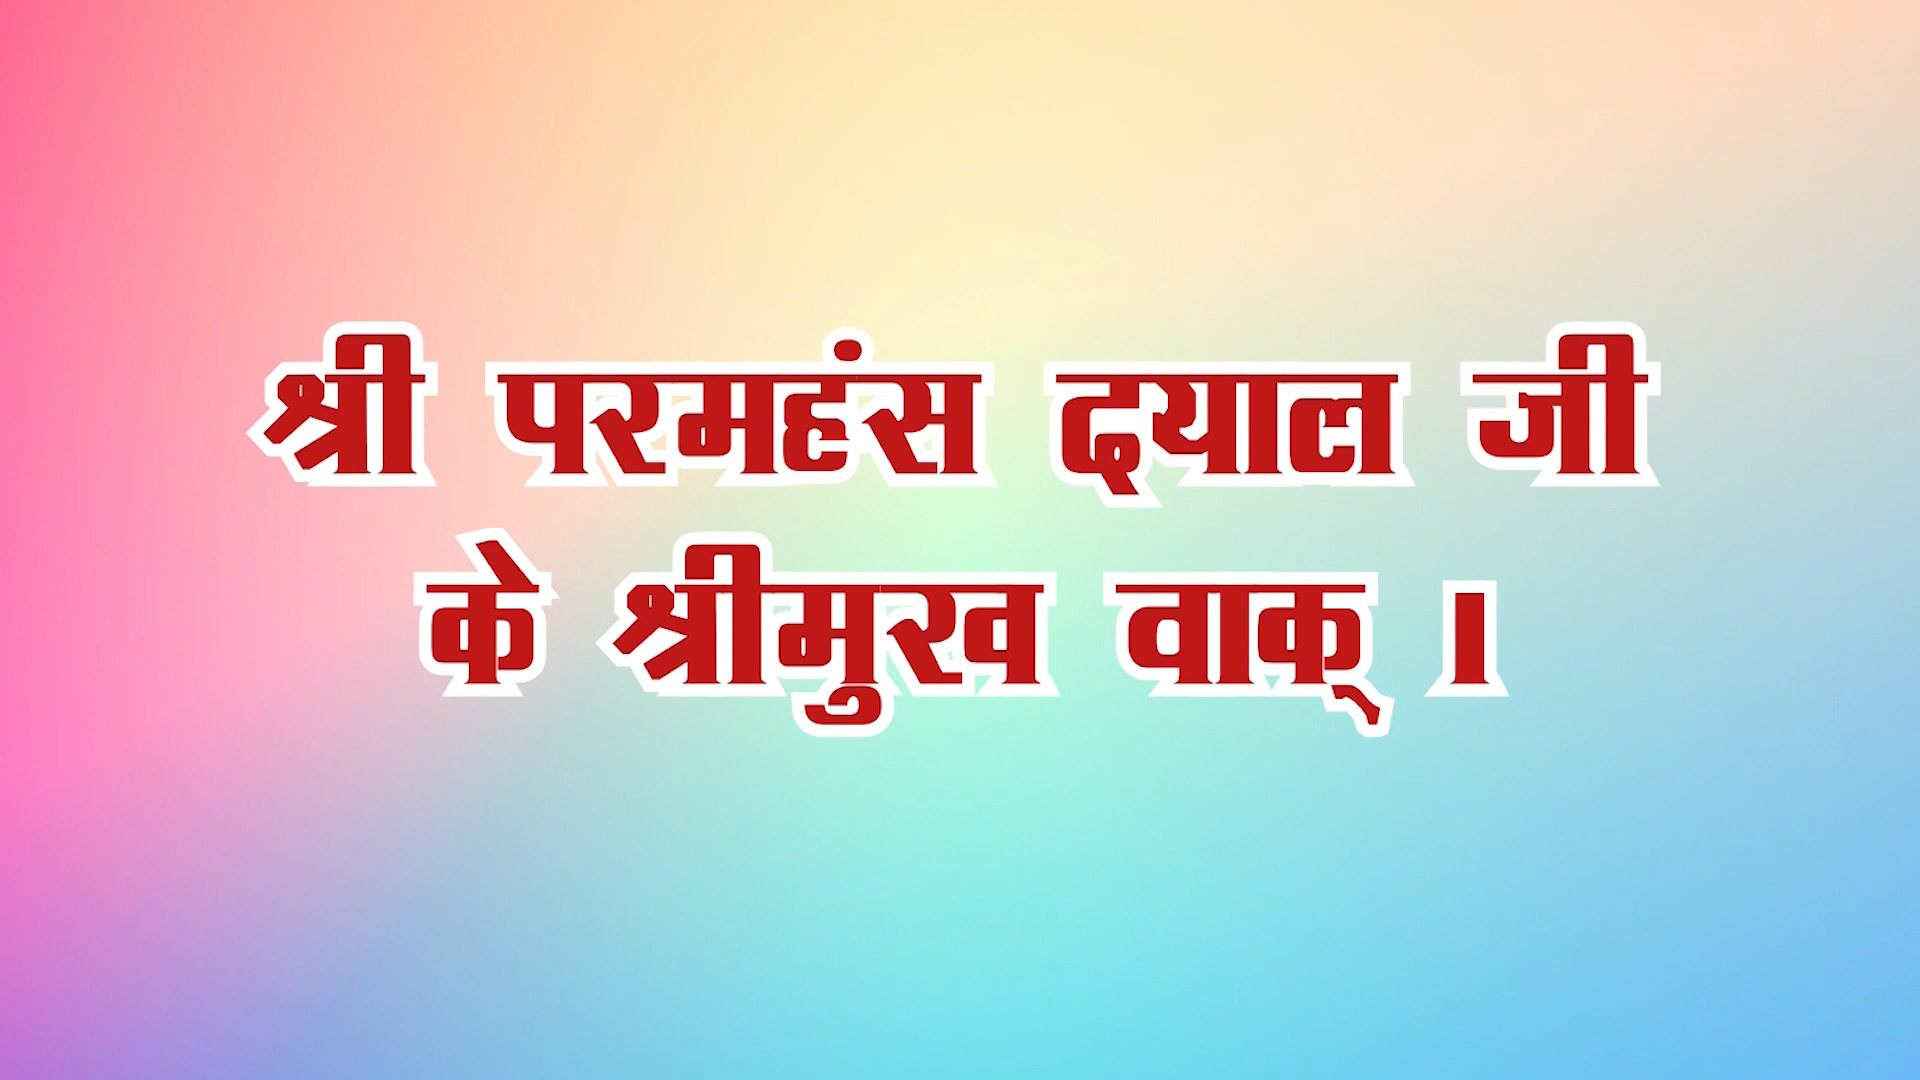 श्री परमहंस दयाल जी
के श्रीमुख वाक् ।